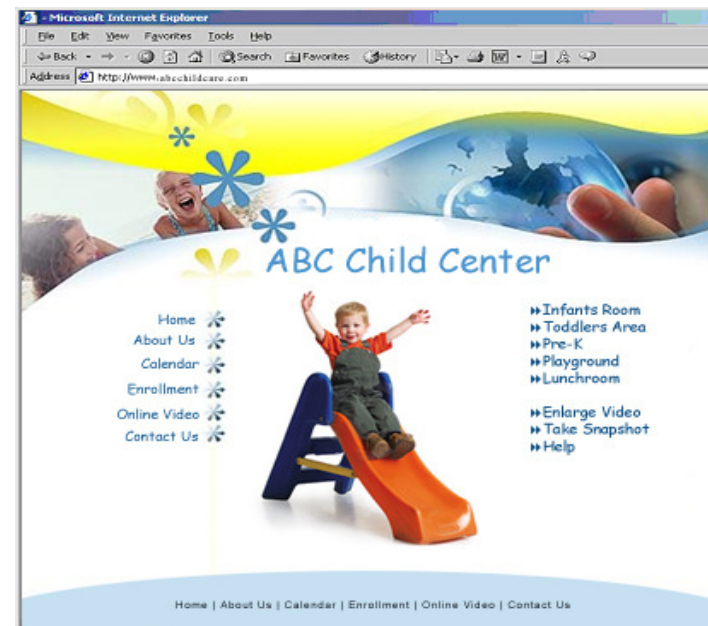 - Microsoft Internet Explorer
File Edit View Favorites Tools Help
Back Search Favorites History
Address http://www.abcchildcare.com
ABC Child Center
Home
About Us
Calendar
Enrollment
Online Video
Contact Us
Infants Room
Toddlers Area
Pre-K
Playground
Lunchroom
Enlarge Video
Take Snapshot
Help
Home | About Us | Calendar | Enrollment | Online Video | Contact Us